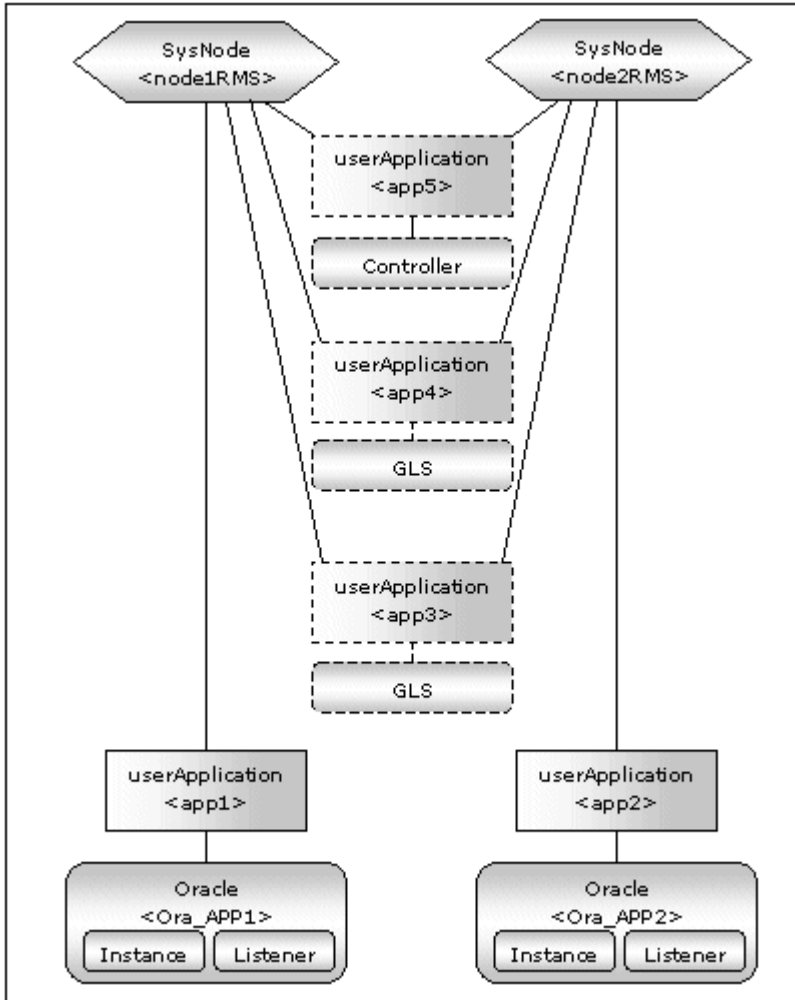 SysNode
<node1RMS>
SysNode
<node2RMS>
userApplication
<app5>
Controller
userApplication
<app4>
GLS
userApplication
<app3>
GLS
userApplication
<app1>
userApplication
<app2>
Oracle
<Ora_APP1>
Instance
Listener
Oracle
<Ora_APP2>
Instance
Listener